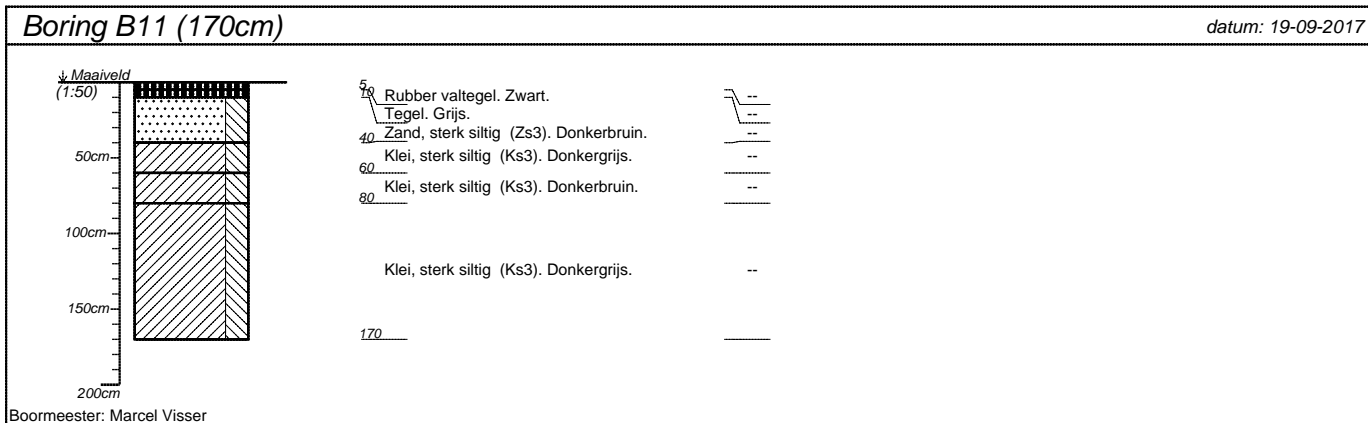 Boring B11 (170cm) datum: 19-09-2017
Maaiveld
(1:50)
5
10
Rubber valtegel. Zwart. --
Tegel. Grijs. --
40 Zand, sterk siltig (Zs3). Donkerbruin. --
50cm Klei, sterk siltig (Ks3). Donkergrijs. --
60
Klei, sterk siltig (Ks3). Donkerbruin. --
80
100cm
Klei, sterk siltig (Ks3). Donkergrijs. --
150cm
170
200cm
Boormeester: Marcel Visser